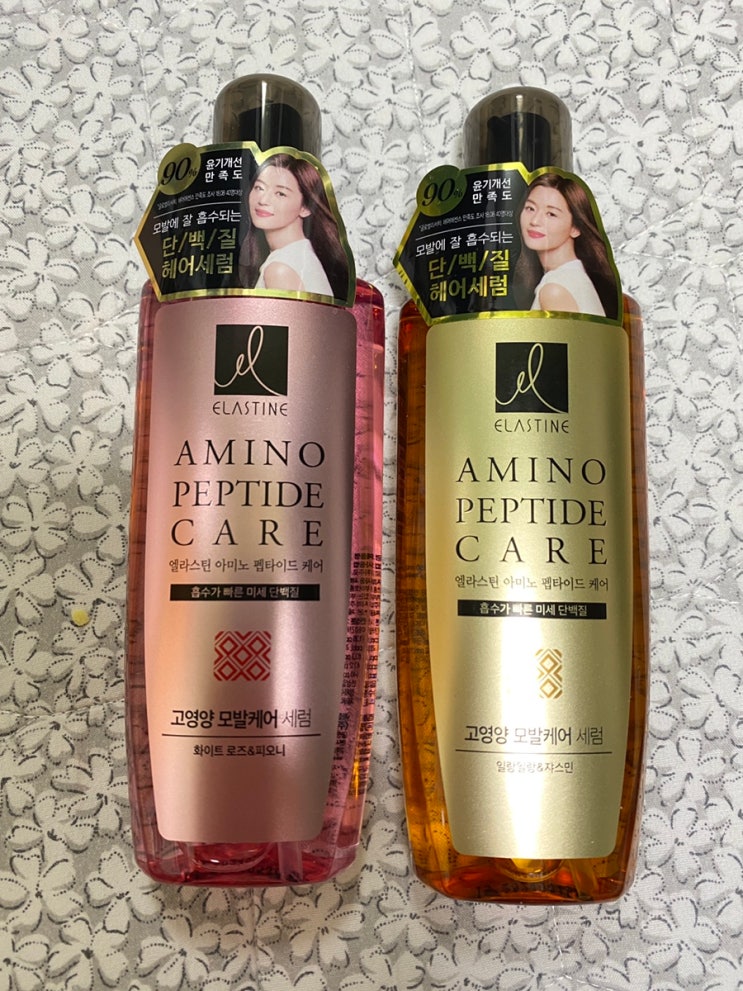 90%
윤기개선
만족도
모발에 잘 흡수되는
단/백/질
헤어세럼
el
ELASTINE
AMINO
PEPTIDE
CARE
엘라스틴 아미노 펩타이드 케어
흡수가 빠른 미세 단백질
고영양 모발케어 세럼
화이트 로즈&피오니
90%
윤기개선
만족도
모발에 잘 흡수되는
단/백/질
헤어세럼
el
ELASTINE
AMINO
PEPTIDE
CARE
엘라스틴 아미노 펩타이드 케어
흡수가 빠른 미세 단백질
고영양 모발케어 세럼
일랑일랑&자스민